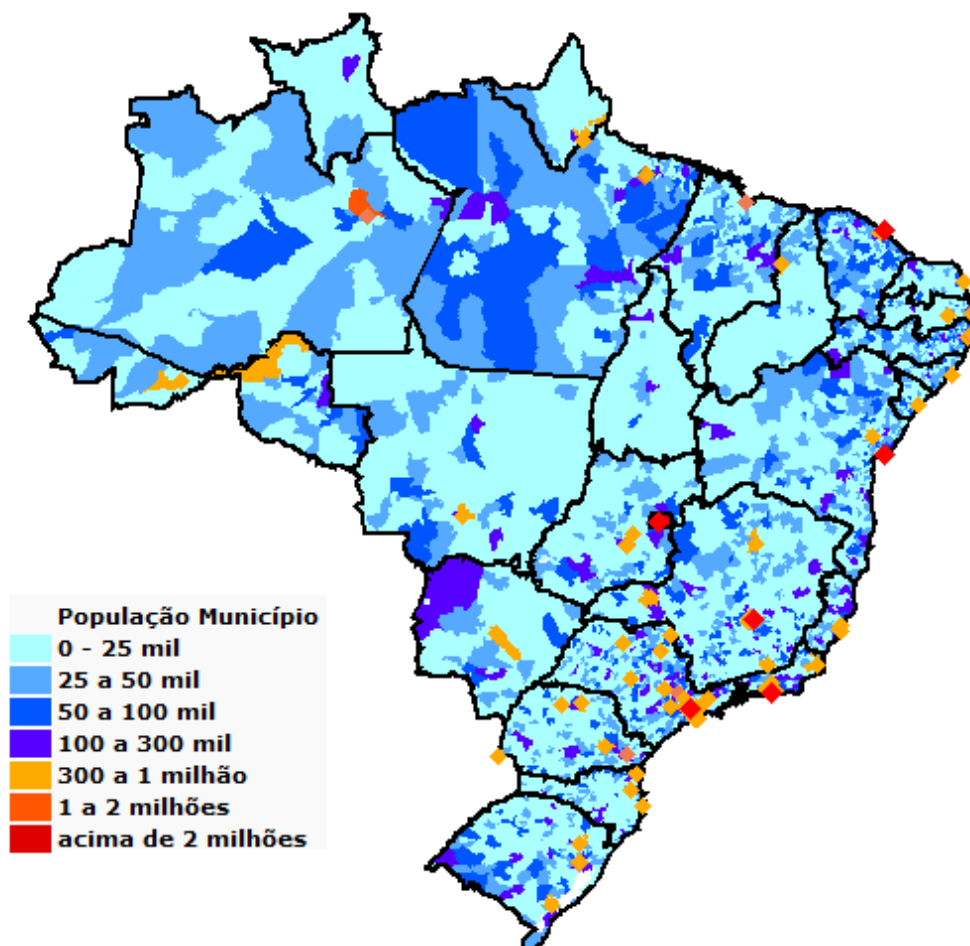 População Município
0 - 25 mil
25 a 50 mil
50 a 100 mil
100 a 300 mil
300 a 1 milhão
1 a 2 milhões
acima de 2 milhões